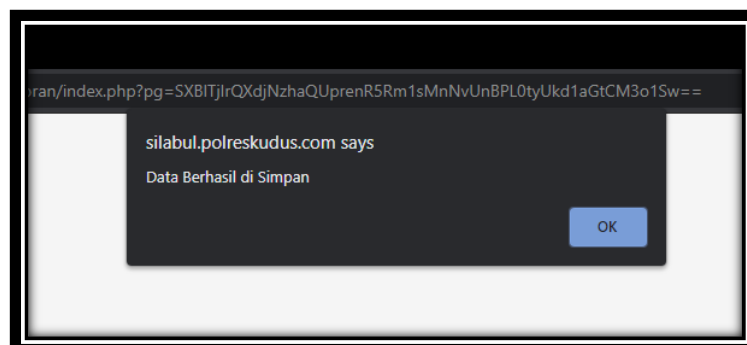 oran/index.php?pg=SXBlTjlrQXdjNzhaQUprenR5Rm1sMnNvUnBPL0tyUkd1aGtCM3o1Sw==
silabul.polreskudus.com says
Data Berhasil di Simpan
OK